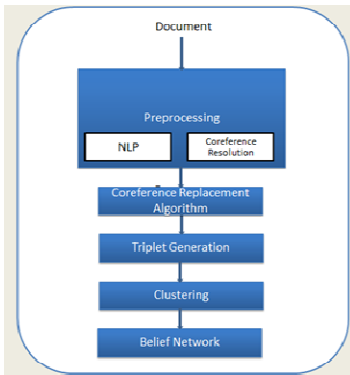 Document
Preprocessing
NLP
Coreference
Resolution
Coreference Replacement
Algorithm
Triplet Generation
Clustering
Belief Network